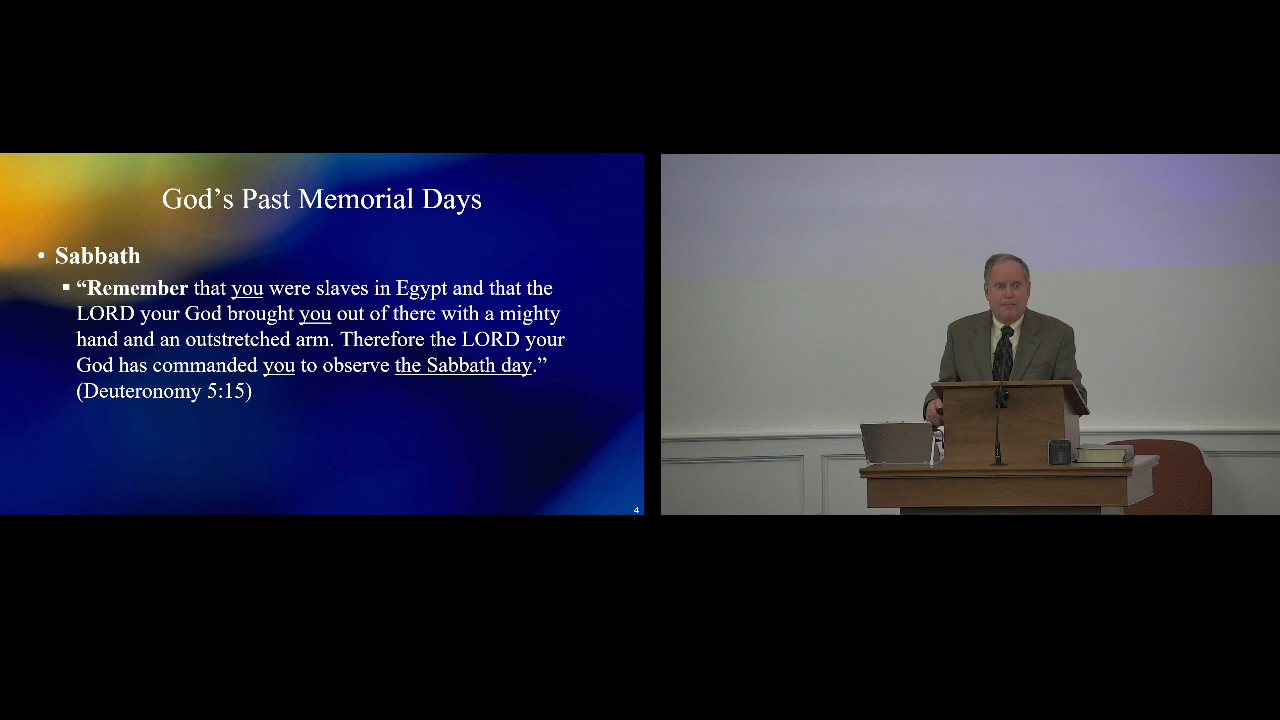 God’s Past Memorial Days
• Sabbath
▪ “Remember that you were slaves in Egypt and that the
LORD your God brought you out of there with a mighty
hand and an outstretched arm. Therefore the LORD your
God has commanded you to observe the Sabbath day.”
(Deuteronomy 5:15)
4